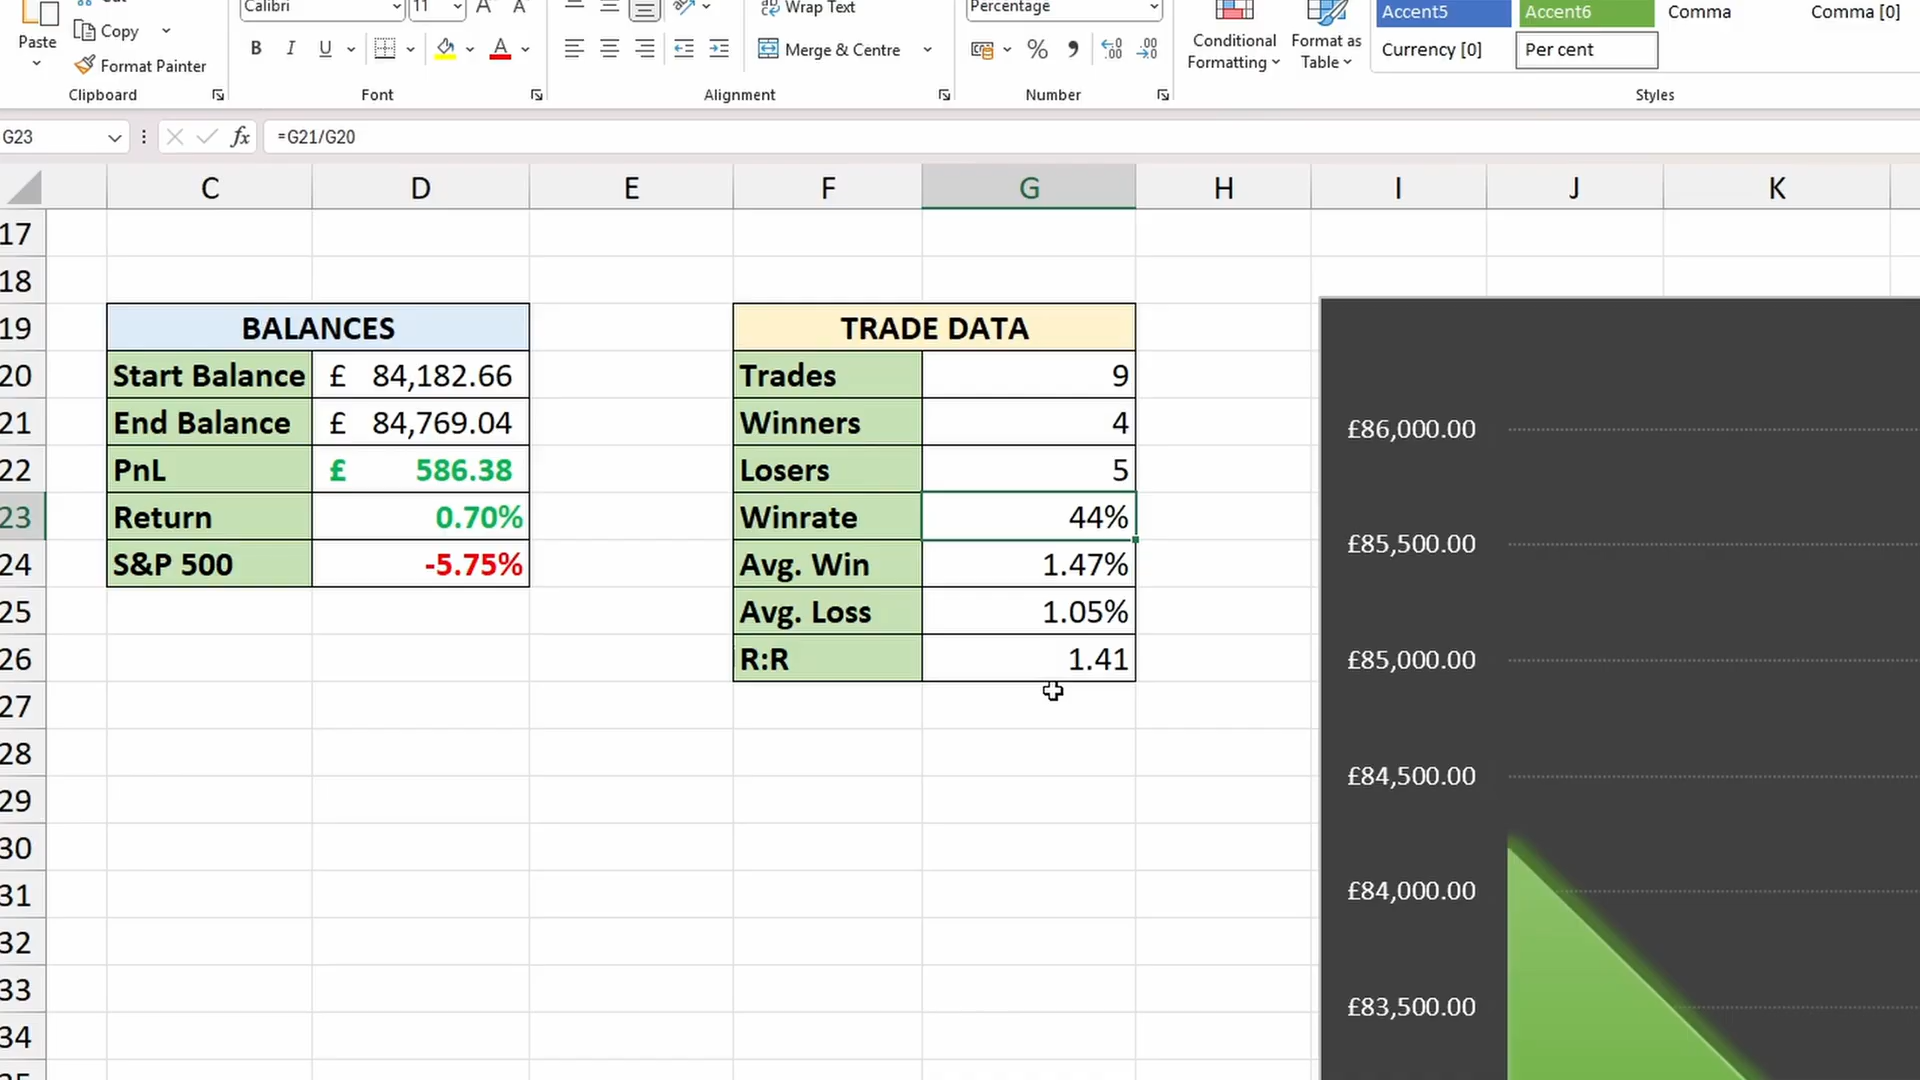 Calibri 11 Percentage
Wrap Text
Accent5 Accent6 Comma Comma [0]
Paste
Copy
Format Painter
B I U
Merge & Centre
Conditional Formatting
Format as Table
Currency [0] Per cent
Clipboard Font Alignment Number Styles
G23 fx =G21/G20
C D E F G H I J K
17
18
19 BALANCES TRADE DATA
20 Start Balance £ 84,182.66 Trades 9
21 End Balance £ 84,769.04 Winners 4
22 PnL £ 586.38 Losers 5
23 Return 0.70% Winrate 44%
24 S&P 500 -5.75% Avg. Win 1.47%
25 Avg. Loss 1.05%
26 R:R 1.41
27
28
29
30
31
32
33
34
£86,000.00
£85,500.00
£85,000.00
£84,500.00
£84,000.00
£83,500.00